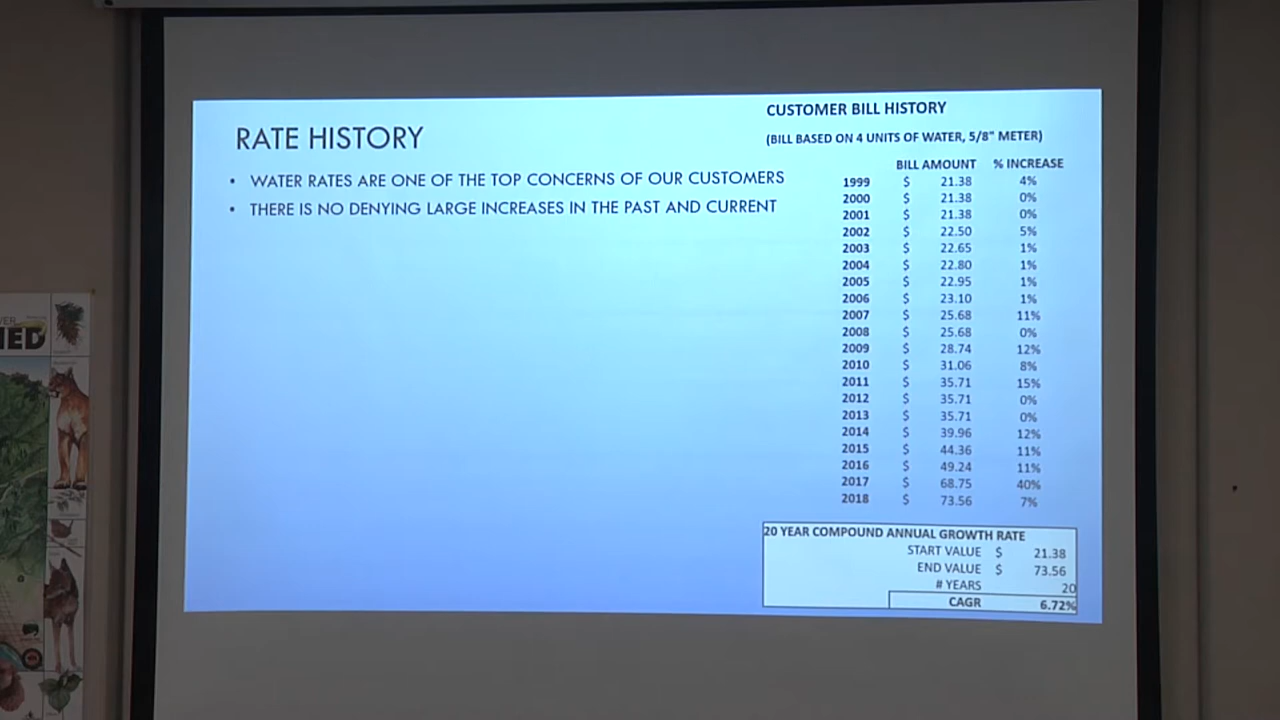 RATE HISTORY
• WATER RATES ARE ONE OF THE TOP CONCERNS OF OUR CUSTOMERS
• THERE IS NO DENYING LARGE INCREASES IN THE PAST AND CURRENT
CUSTOMER BILL HISTORY
(BILL BASED ON 4 UNITS OF WATER, 5/8" METER)
BILL AMOUNT % INCREASE
1999 $ 21.38 4%
2000 $ 21.38 0%
2001 $ 21.38 0%
2002 $ 22.50 5%
2003 $ 22.65 1%
2004 $ 22.80 1%
2005 $ 22.95 1%
2006 $ 23.10 1%
2007 $ 25.68 11%
2008 $ 25.68 0%
2009 $ 28.74 12%
2010 $ 31.06 8%
2011 $ 35.71 15%
2012 $ 35.71 0%
2013 $ 35.71 0%
2014 $ 39.96 12%
2015 $ 44.36 11%
2016 $ 49.24 11%
2017 $ 68.75 40%
2018 $ 73.56 7%
20 YEAR COMPOUND ANNUAL GROWTH RATE
START VALUE $ 21.38
END VALUE $ 73.56
# YEARS 20
CAGR 6.72%